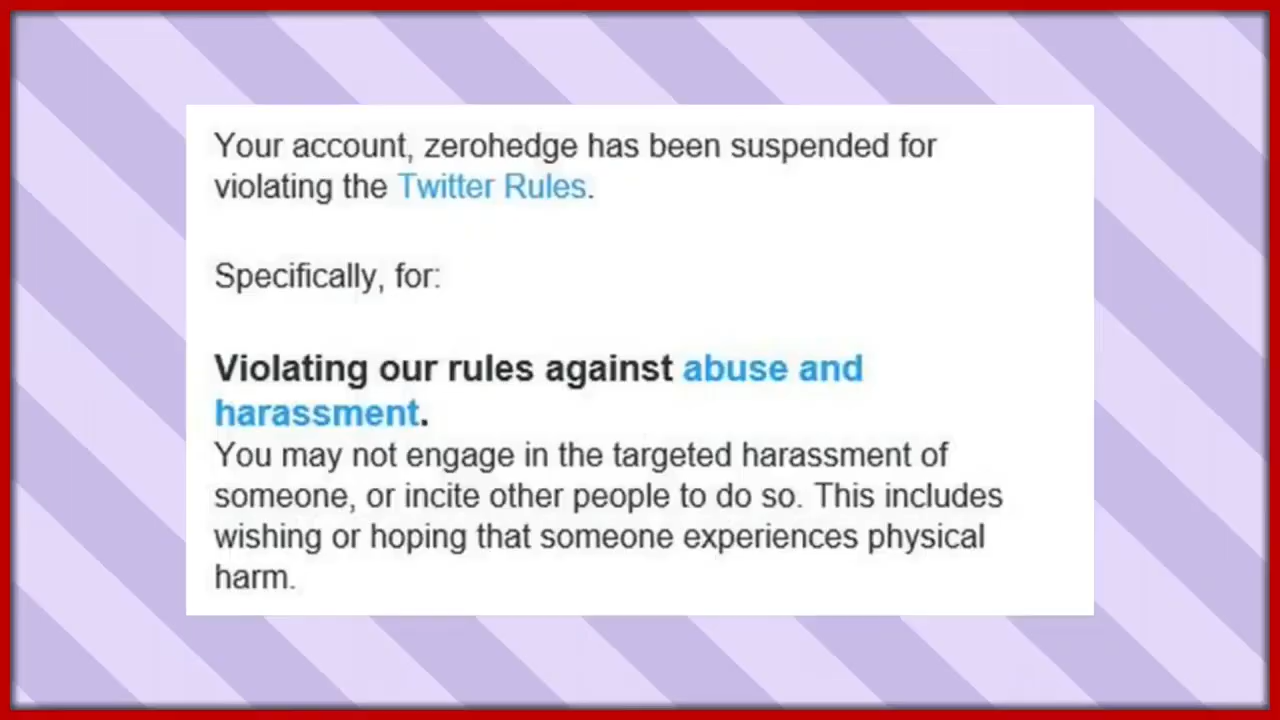 Your account, zerohedge has been suspended for
violating the Twitter Rules.
Specifically, for:
Violating our rules against abuse and
harassment.
You may not engage in the targeted harassment of
someone, or incite other people to do so. This includes
wishing or hoping that someone experiences physical
harm.